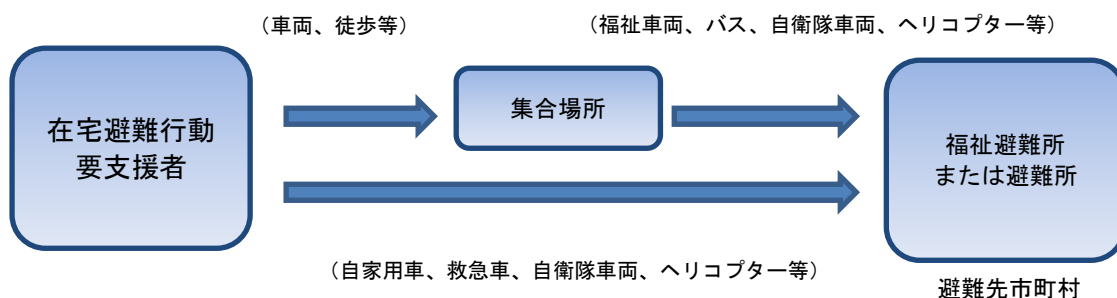 （車両、徒歩等）
（福祉車両、バス、自衛隊車両、ヘリコプター等）
在宅避難行動
要支援者
集合場所
福祉避難所
または避難所
（自家用車、救急車、自衛隊車両、ヘリコプター等）
避難先市町村